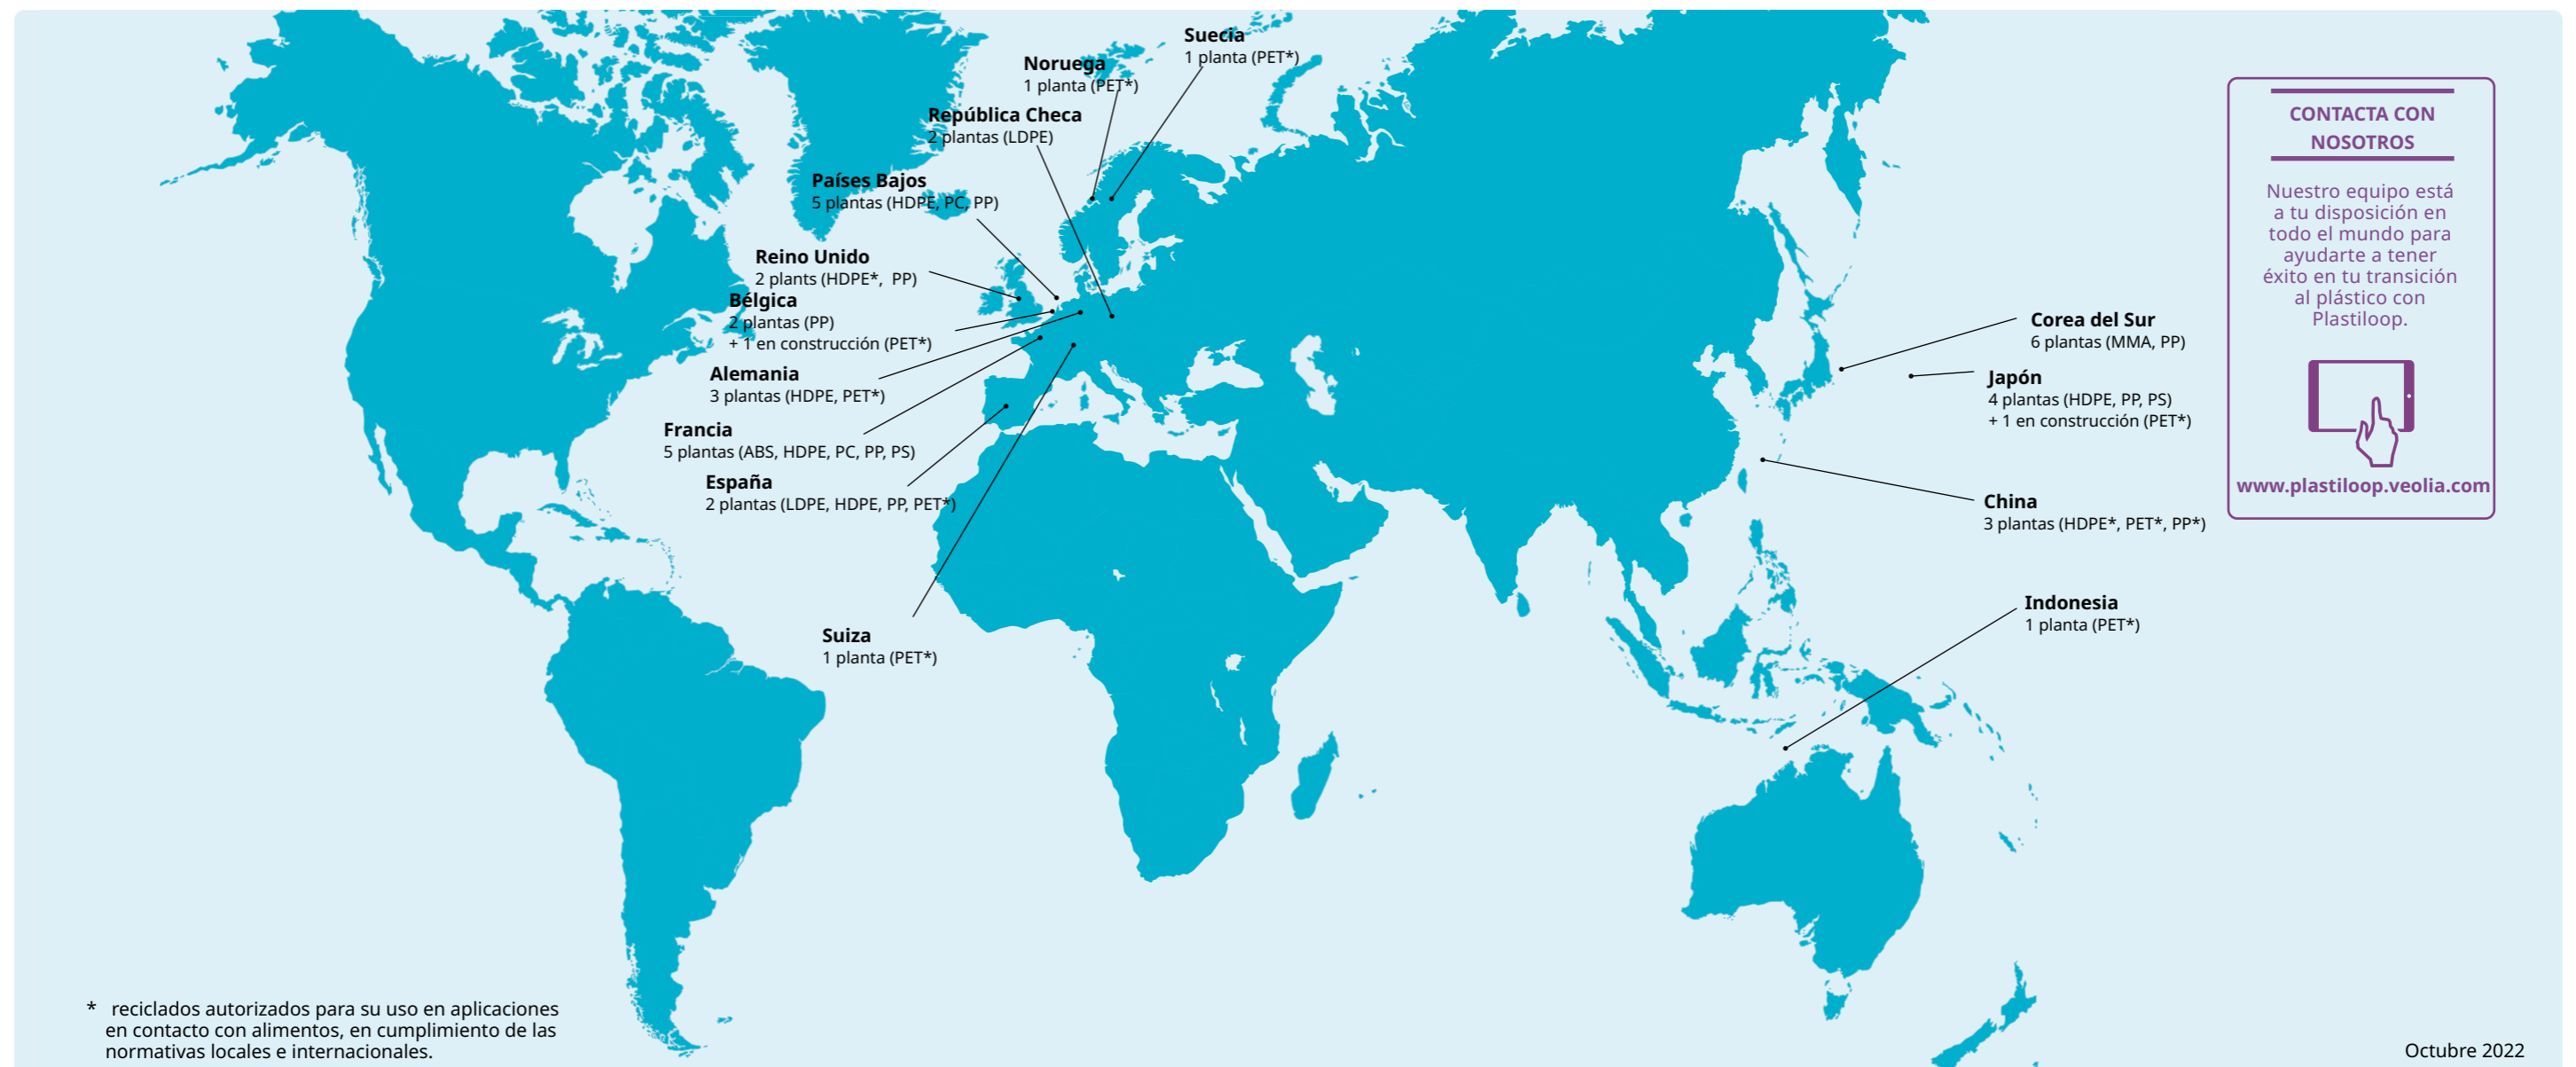 Suecia
1 planta (PET*)
Noruega
1 planta (PET*)
República Checa
2 plantas (LDPE)
Países Bajos
5 plantas (HDPE, PC, PP)
Reino Unido
2 plants (HDPE*, PP)
Bélgica
2 plantas (PP)
+ 1 en construcción (PET*)
Alemania
3 plantas (HDPE, PET*)
Francia
5 plantas (ABS, HDPE, PC, PP, PS)
España
2 plantas (LDPE, HDPE, PP, PET*)
Suiza
1 planta (PET*)
Corea del Sur
6 plantas (MMA, PP)
Japón
4 plantas (HDPE, PP, PS)
+ 1 en construcción (PET*)
China
3 plantas (HDPE*, PET*, PP*)
Indonesia
1 planta (PET*)
CONTACTA CON
NOSOTROS
Nuestro equipo está
a tu disposición en
todo el mundo para
ayudarte a tener
éxito en tu transición
al plástico con
Plastiloop.
www.plastiloop.veolia.com
* reciclados autorizados para su uso en aplicaciones
en contacto con alimentos, en cumplimiento de las
normativas locales e internacionales.
Octubre 2022